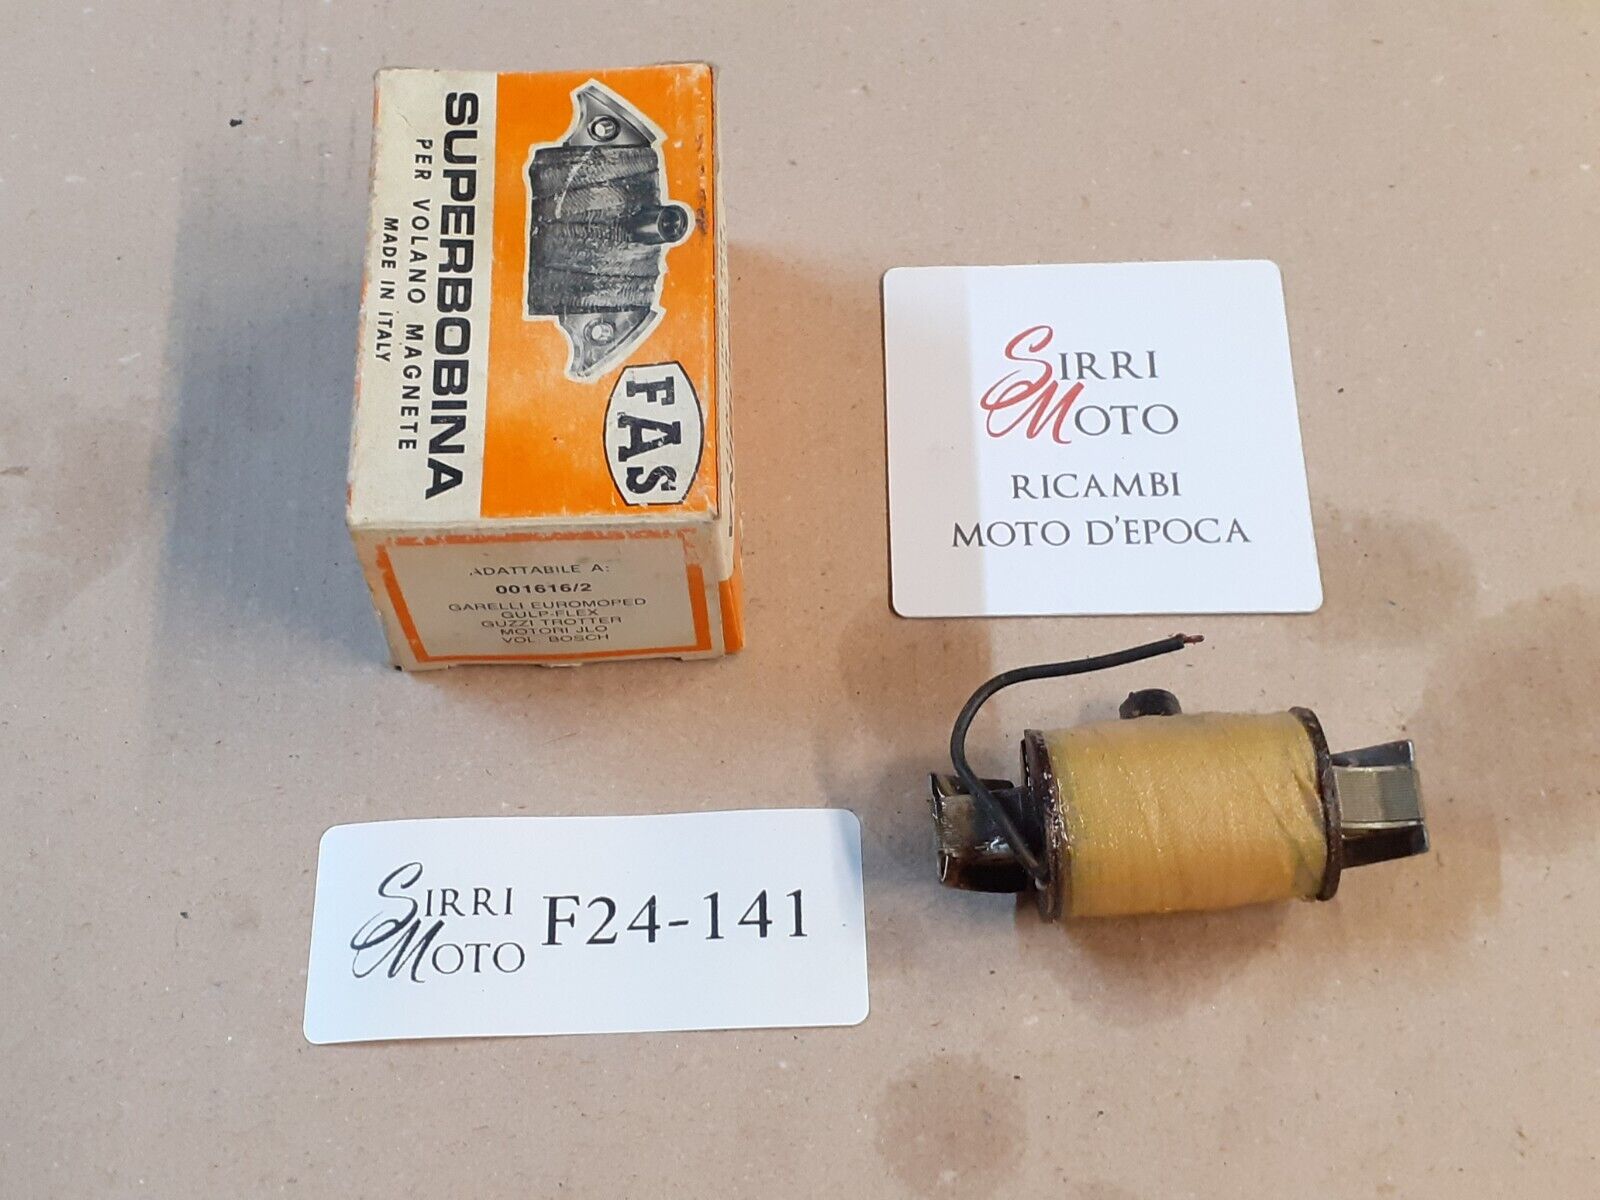 SUPERBOBINA
PER VOLANO MAGNETE
MADE IN ITALY
FAS
ADATTABILE A:
001616/2
GARELLI EUROMOPED
GULP-FLEX
GUZZI TROTTER
MOTORI JLO
VOL. BOSCH
SIRRI
MOTO
RICAMBI
MOTO D'EPOCA
SIRRI
MOTO
F24-141